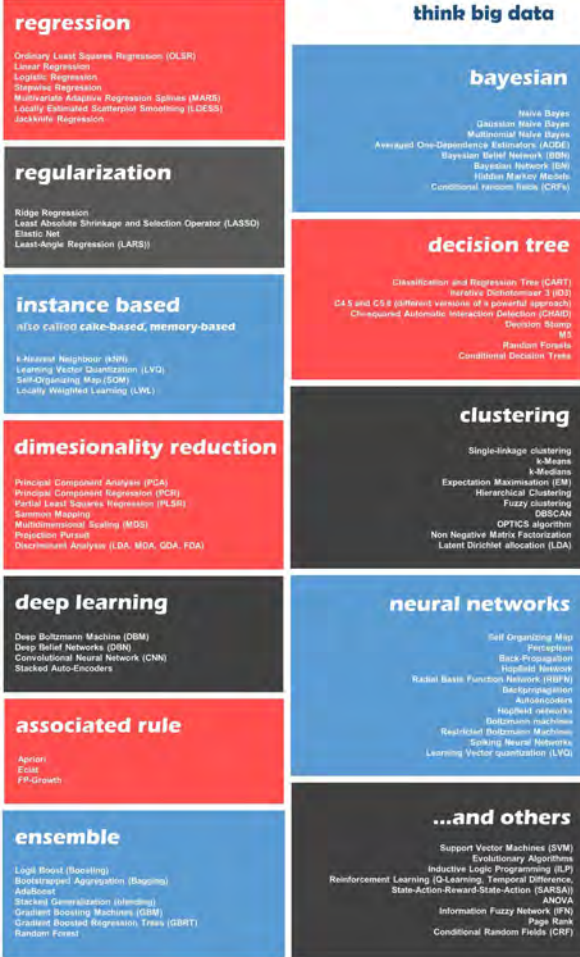 regression
Ordinary Least Squares Regression (OLSR)
Linear Regression
Logistic Regression
Stepwise Regression
Multivariate Adaptive Regression Splines (MARS)
Locally Estimated Scatterplot Smoothing (LOESS)
Jackknife Regression
regularization
Ridge Regression
Least Absolute Shrinkage and Selection Operator (LASSO)
Elastic Net
Least-Angle Regression (LARS))
instance based
also called cake-based, memory-based
k-Nearest Neighbour (kNN)
Learning Vector Quantization (LVQ)
Self-Organizing Map (SOM)
Locally Weighted Learning (LWL)
dimesionality reduction
Principal Component Analysis (PCA)
Principal Component Regression (PCR)
Partial Least Squares Regression (PLSR)
Sammon Mapping
Multidimensional Scaling (MDS)
Projection Pursuit
Discriminant Analysis (LDA, MDA, QDA, FDA)
deep learning
Deep Boltzmann Machine (DBM)
Deep Belief Networks (DBN)
Convolutional Neural Network (CNN)
Stacked Auto-Encoders
associated rule
Apriori
Eclat
FP-Growth
ensemble
Logit Boost (Boosting)
Bootstrapped Aggregation (Bagging)
AdaBoost
Stacked Generalization (blending)
Gradient Boosting Machines (GBM)
Gradient Boosted Regression Trees (GBRT)
Random Forest
think big data
bayesian
Naive Bayes
Gaussian Naive Bayes
Multinomial Naive Bayes
Averaged One-Dependence Estimators (AODE)
Bayesian Belief Network (BBN)
Bayesian Network (BN)
Hidden Markov Models
Conditional random fields (CRFs)
decision tree
Classification and Regression Tree (CART)
Iterative Dichotomiser 3 (ID3)
C4.5 and C5.0 (different versions of a powerful approach)
Chi-squared Automatic Interaction Detection (CHAID)
Decision Stump
M5
Random Forests
Conditional Decision Trees
clustering
Single-linkage clustering
k-Means
k-Medians
Expectation Maximisation (EM)
Hierarchical Clustering
Fuzzy clustering
DBSCAN
OPTICS algorithm
Non Negative Matrix Factorization
Latent Dirichlet allocation (LDA)
neural networks
Self Organizing Map
Perceptron
Back-Propagation
Hopfield Network
Radial Basis Function Network (RBFN)
Backpropagation
Autoencoders
Hopfield networks
Boltzmann machines
Restricted Boltzmann Machines
Spiking Neural Networks
Learning Vector quantization (LVQ)
...and others
Support Vector Machines (SVM)
Evolutionary Algorithms
Inductive Logic Programming (ILP)
Reinforcement Learning (Q-Learning, Temporal Difference,
State-Action-Reward-State-Action (SARSA))
ANOVA
Information Fuzzy Network (IFN)
Page Rank
Conditional Random Fields (CRF)